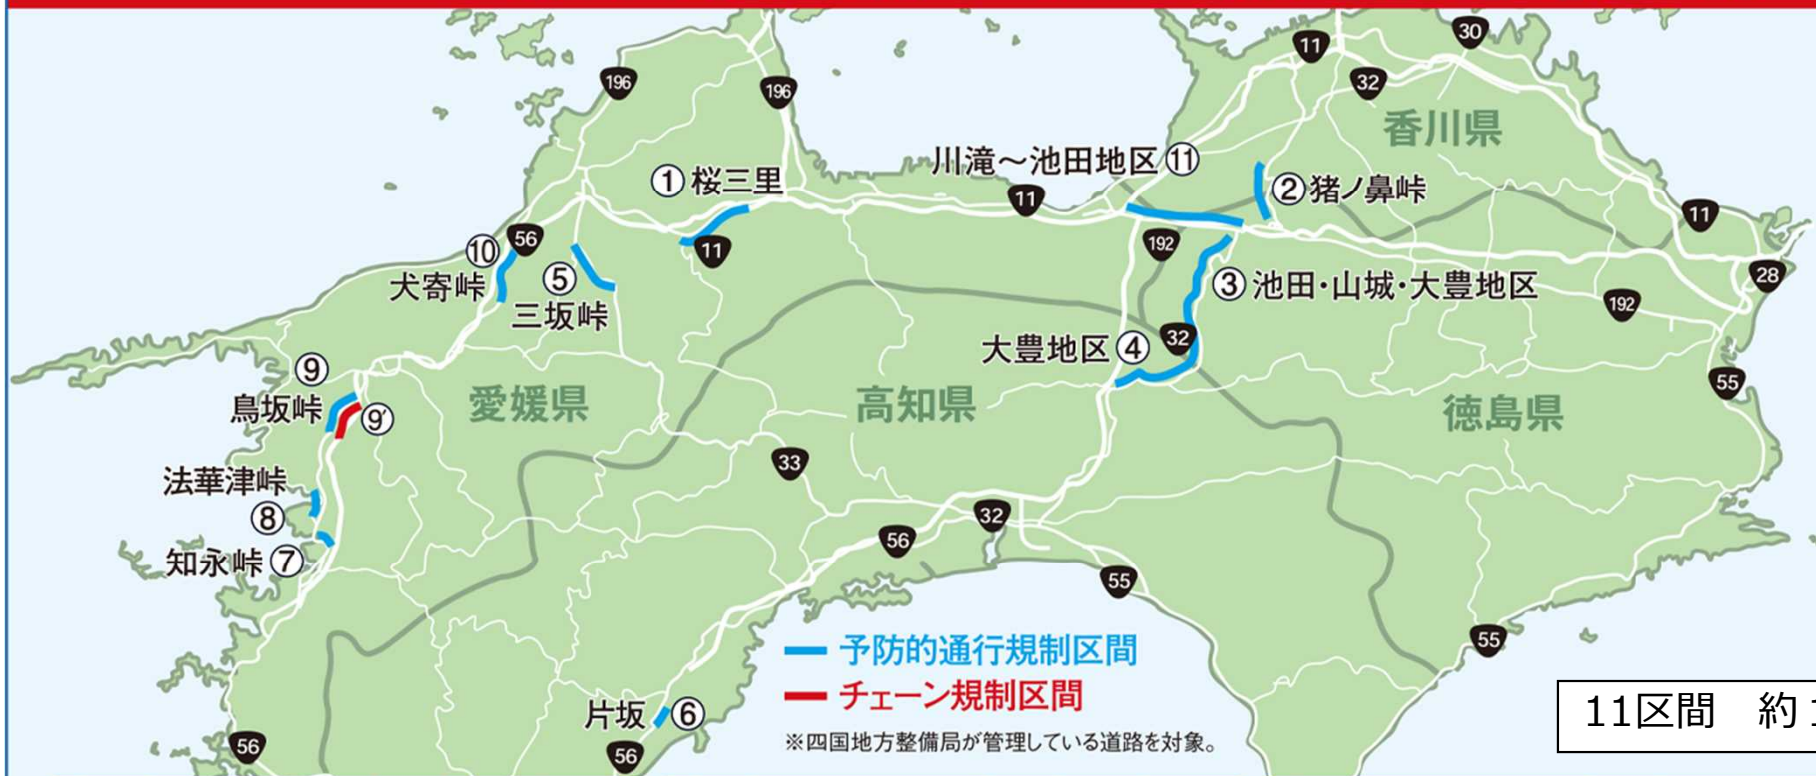 196
196
11
30
32
香川県
川滝～池田地区⑪
①桜三里
11
②猪ノ鼻峠
11
56
⑩
犬寄峠
⑤
三坂峠
11
192
③池田・山城・大豊地区
28
192
大豊地区④
32
55
⑨
鳥坂峠
⑨′
愛媛県
高知県
徳島県
法華津峠
⑧
知永峠⑦
33
32
56
55
55
予防的通行規制区間
チェーン規制区間
※四国地方整備局が管理している道路を対象。
片坂⑥
56
56
11区間 約1